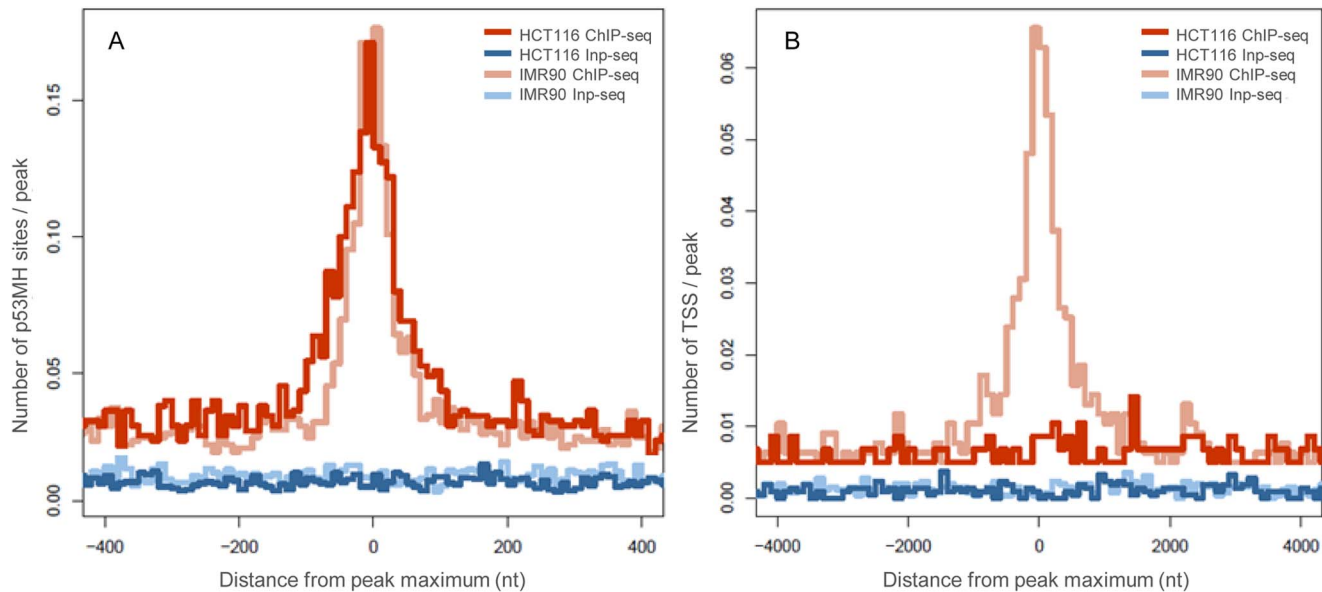 A
HCT116 ChIP-seq
HCT116 Inp-seq
IMR90 ChIP-seq
IMR90 Inp-seq
Number of p53MH sites / peak
0.15
0.10
0.05
0.00
−400
−200
0
200
400
Distance from peak maximum (nt)
B
HCT116 ChIP-seq
HCT116 Inp-seq
IMR90 ChIP-seq
IMR90 Inp-seq
Number of TSS / peak
0.06
0.05
0.04
0.03
0.02
0.01
0.00
−4000
−2000
0
2000
4000
Distance from peak maximum (nt)